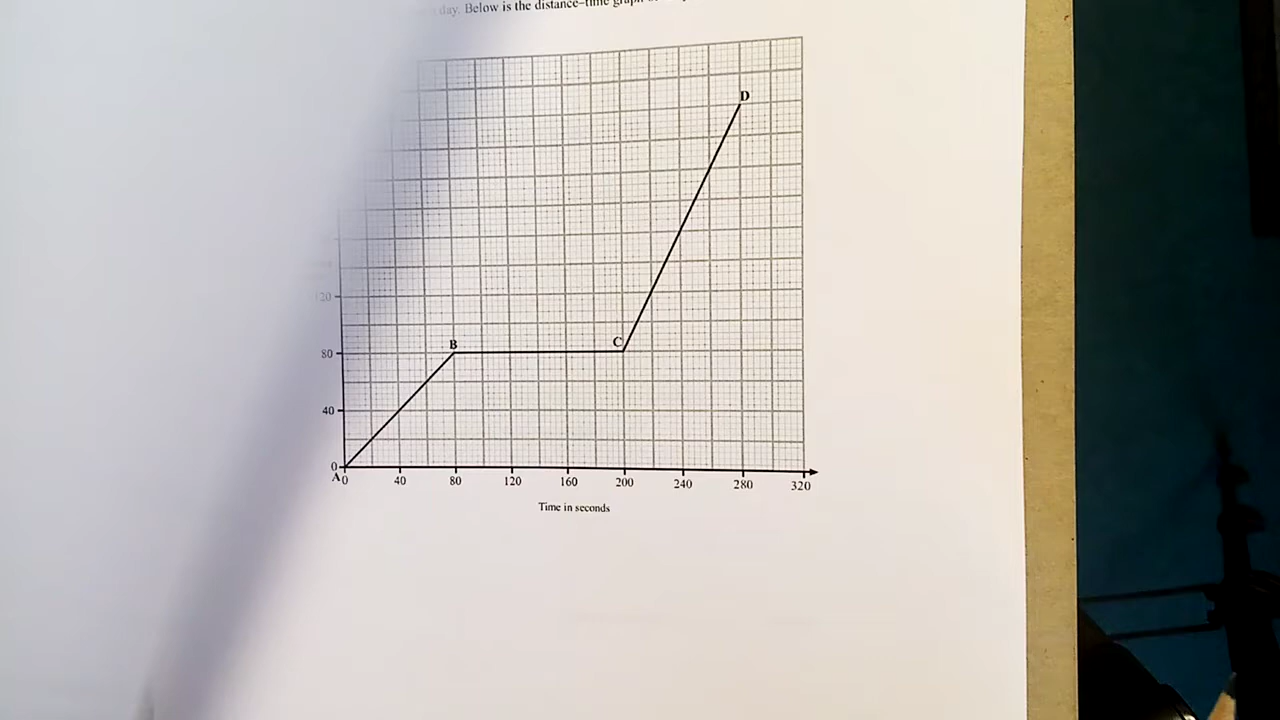 day. Below is the distance–time graph
D
120
B
C
80
40
0
A 0 40 80 120 160 200 240 280 320
Time in seconds